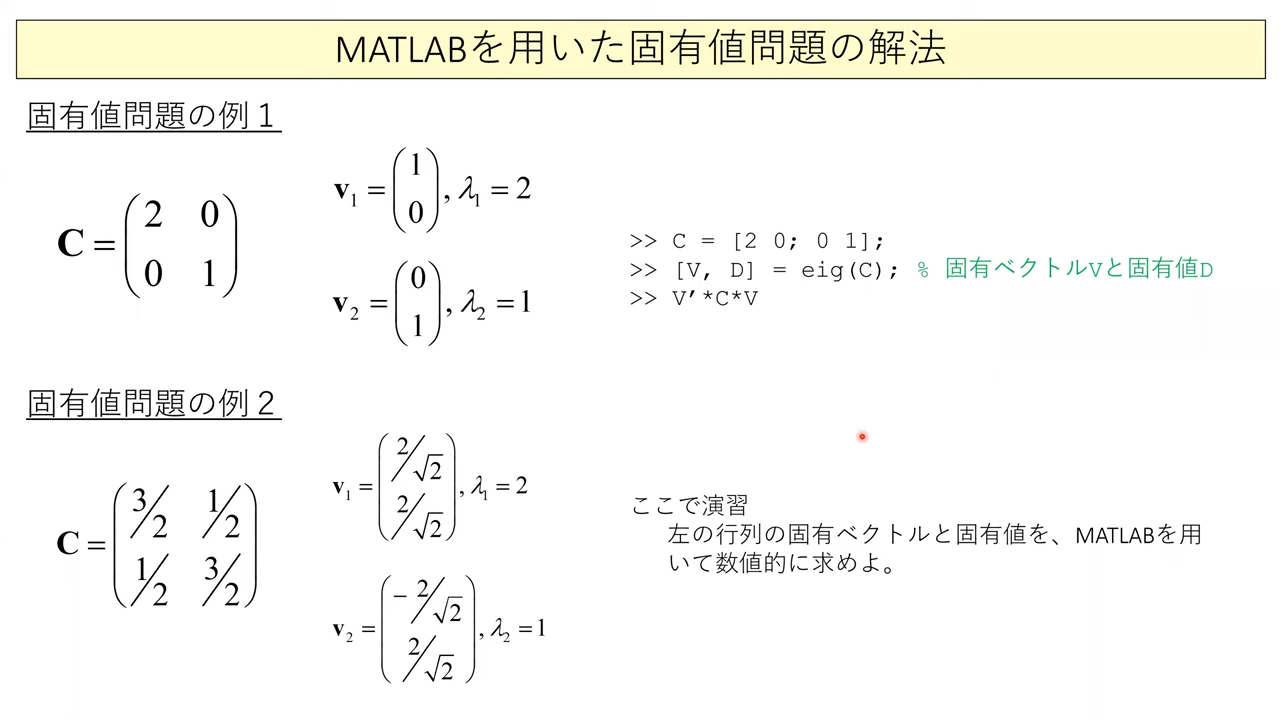 MATLABを用いた固有値問題の解法
固有値問題の例1
C = (2 0; 0 1)
v₁ = (1; 0), λ₁ = 2
v₂ = (0; 1), λ₂ = 1
>> C = [2 0; 0 1];
>> [V, D] = eig(C); % 固有ベクトルVと固有値D
>> V’*C*V
固有値問題の例2
C = (3/2 1/2; 1/2 3/2)
v₁ = (2/√2; 2/√2), λ₁ = 2
v₂ = (−2/√2; 2/√2), λ₂ = 1
ここで演習
左の行列の固有ベクトルと固有値を、MATLABを用
いて数値的に求めよ。